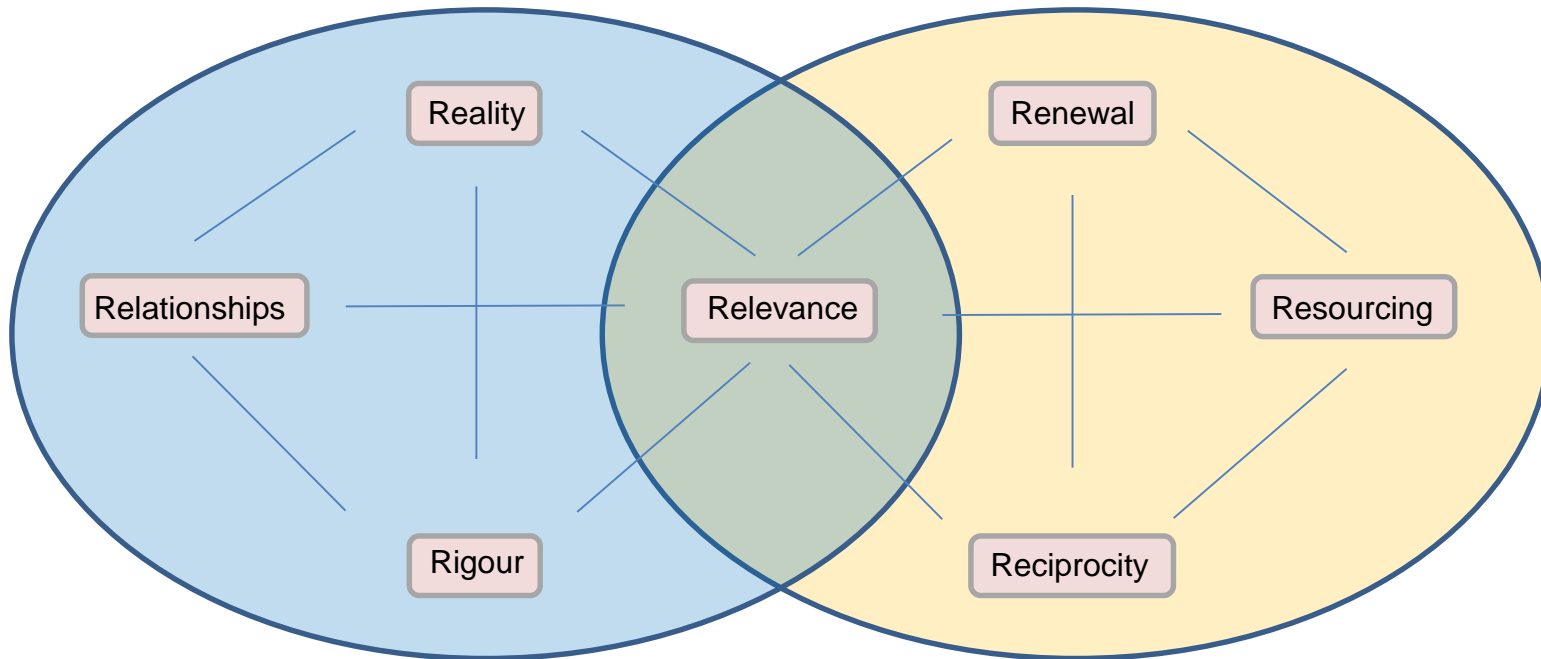 Reality
Renewal
Relationships
Relevance
Resourcing
Rigour
Reciprocity